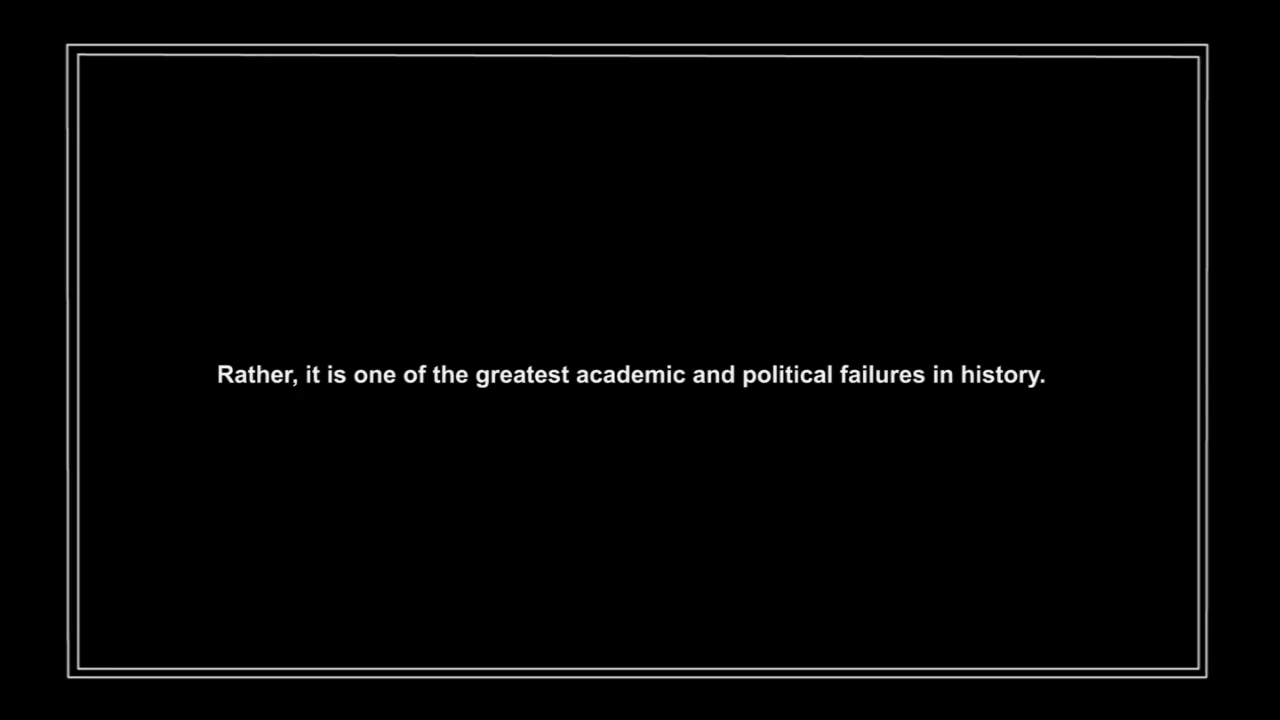 Rather, it is one of the greatest academic and political failures in history.